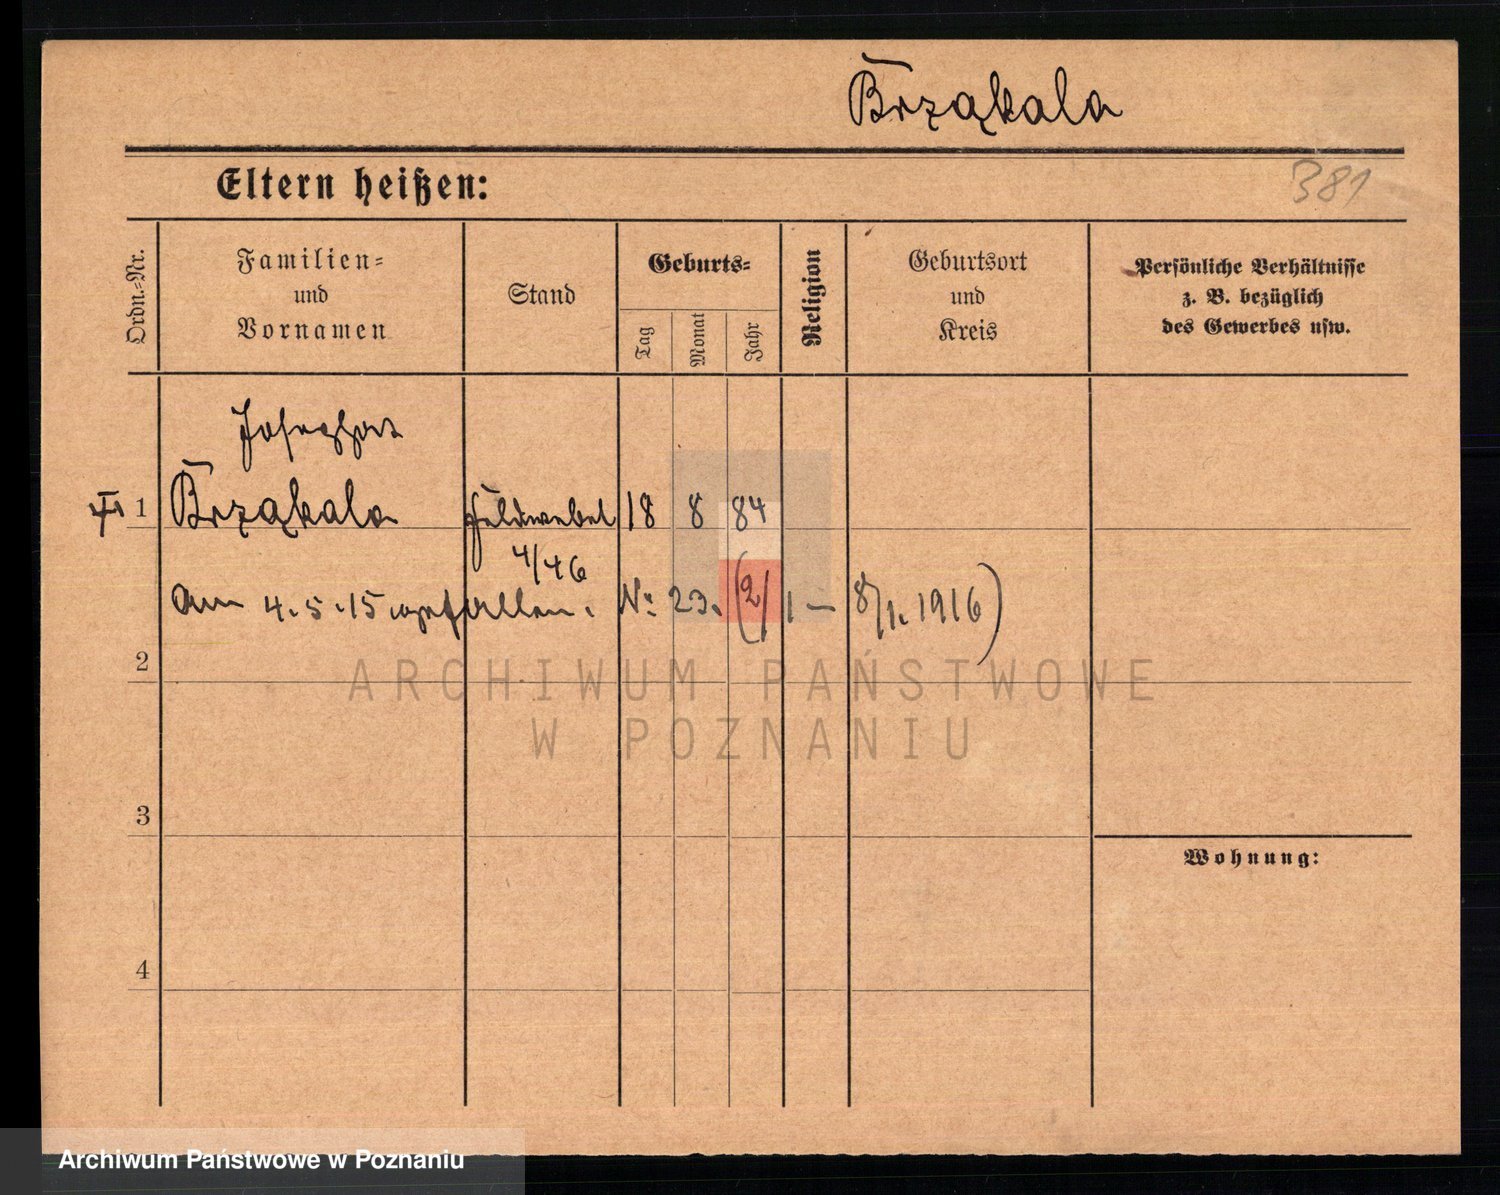 Brząkala
381
Eltern heißen:
Ordn.-Nr.
Familien=
und
Vornamen
Stand
Geburts=
Tag
Monat
Jahr
Religion
Geburtsort
und
Kreis
Persönliche Verhältnisse
z. B. bezüglich
des Gewerbes usw.
1 Brząkala Feldwebel 18 8 84
4/46
am 4.5.15 gefallen. Nr. 23. (2/1 – 8/1. 1916)
2
3
4
Wohnung:
ARCHIWUM PAŃSTWOWE
W POZNANIU
Archiwum Państwowe w Poznaniu